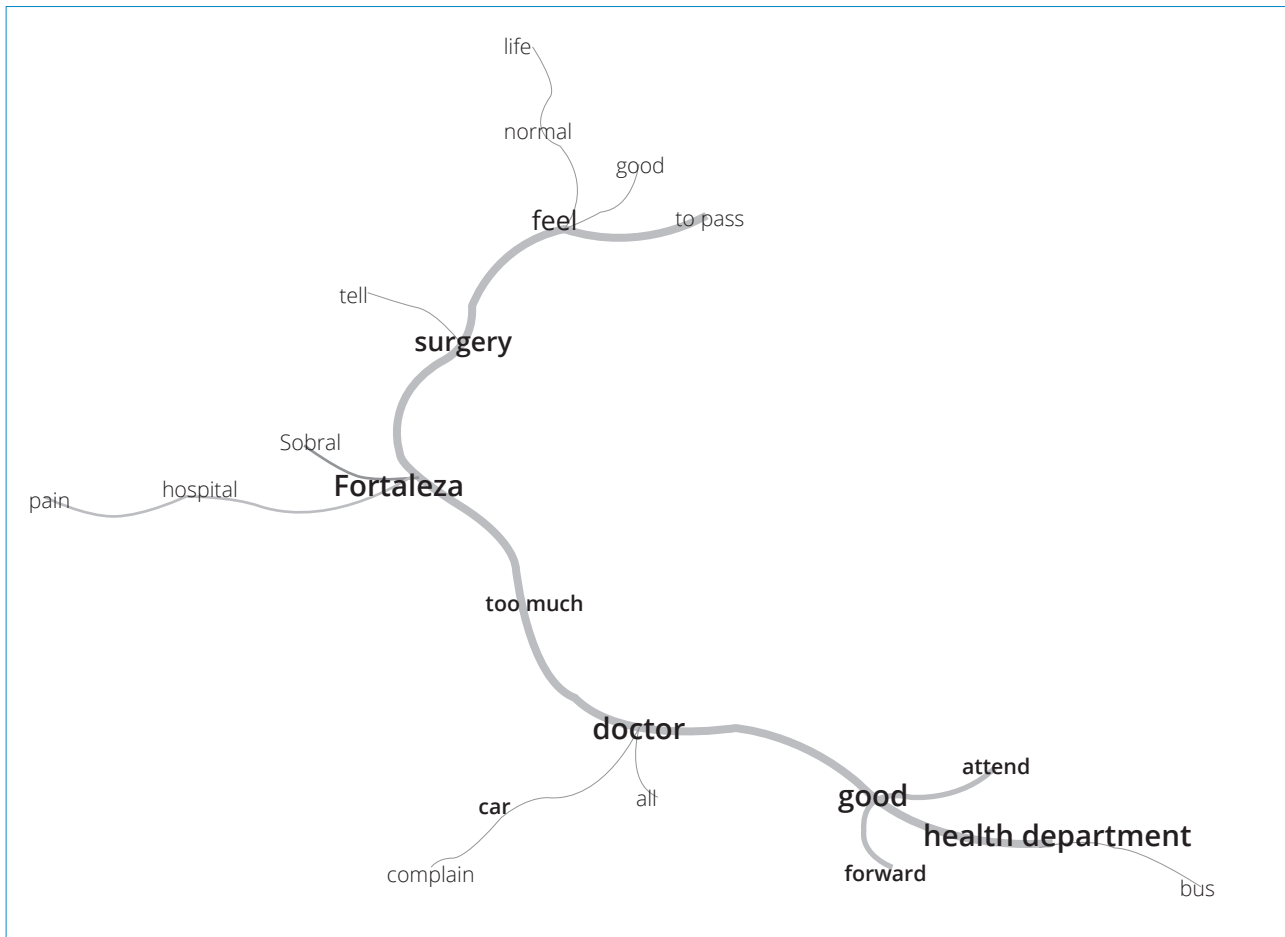 life
normal
good
feel
to pass
tell
surgery
Sobral
Fortaleza
hospital
pain
too much
doctor
attend
good
car
all
health department
forward
complain
bus